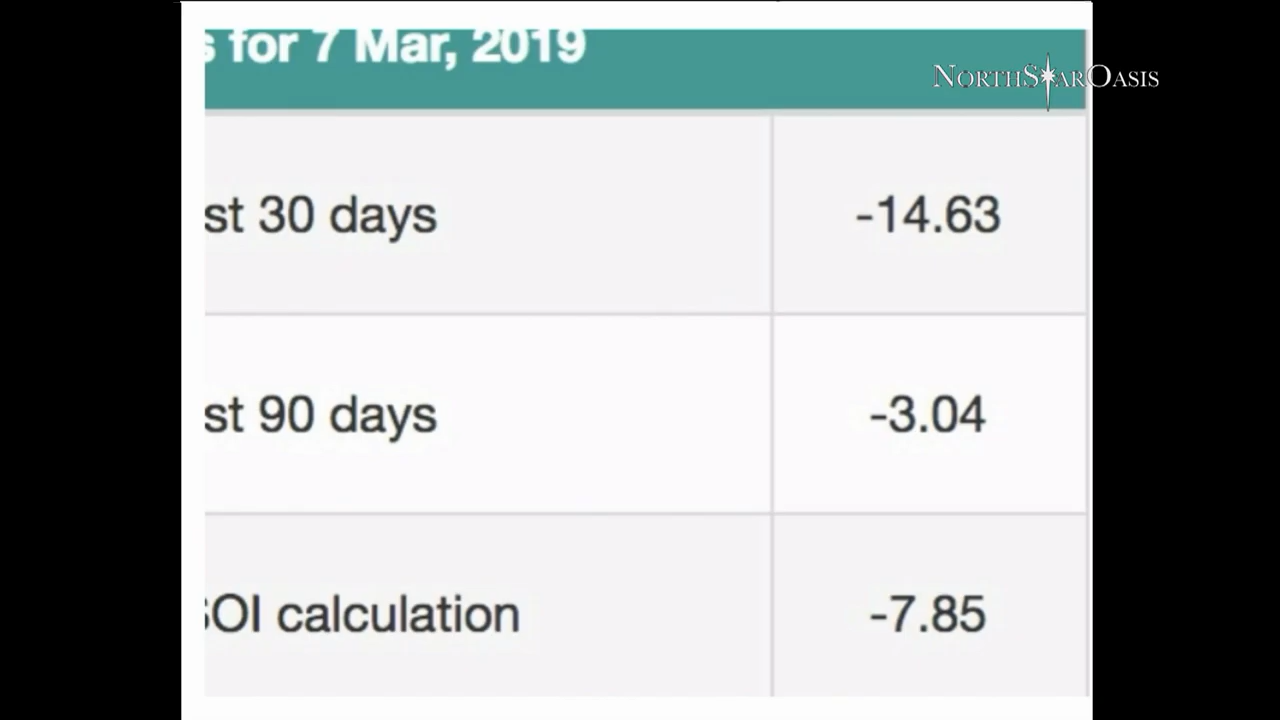 s for 7 Mar, 2019
NORTHSTAROASIS
st 30 days -14.63
st 90 days -3.04
SOI calculation -7.85